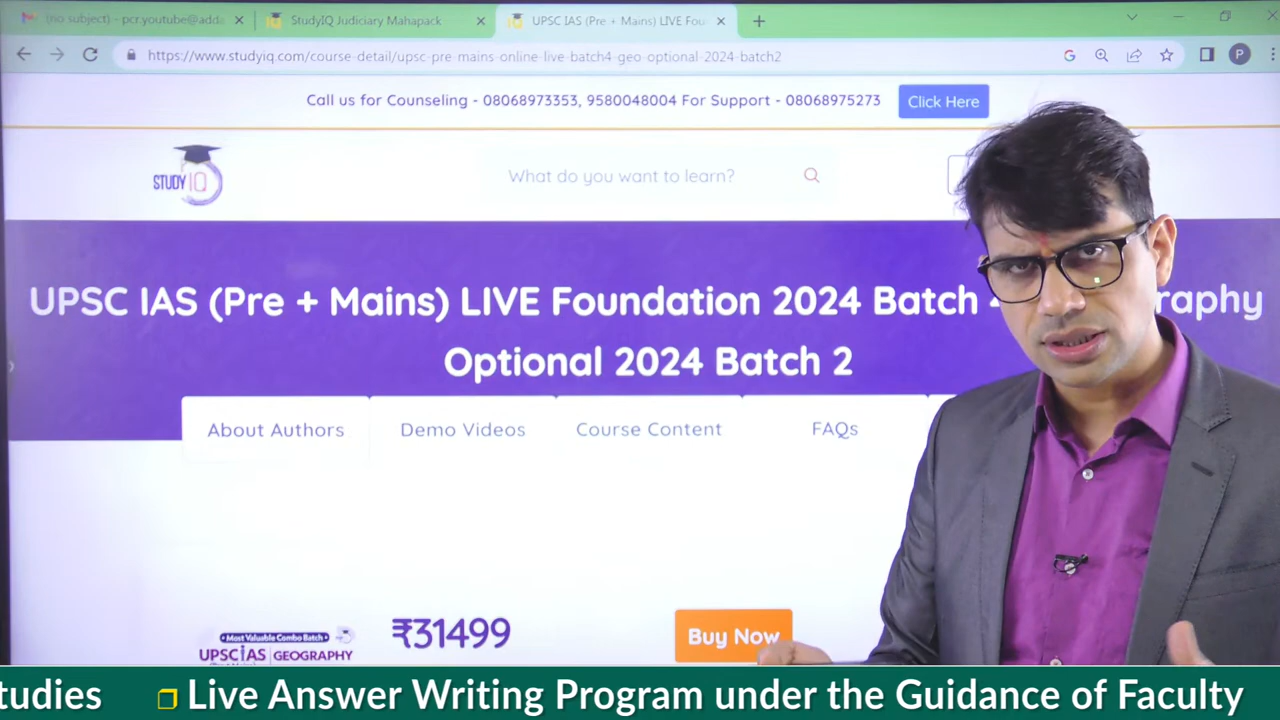 (no subject) - pcr.youtube@adda
StudyIQ Judiciary Mahapack
UPSC IAS (Pre + Mains) LIVE Fou
https://www.studyiq.com/course-detail/upsc-pre-mains-online-live-batch4-geo-optional-2024-batch2
P
Call us for Counseling - 08068973353, 9580048004 For Support - 08068975273
Click Here
STUDY IQ
What do you want to learn?
UPSC IAS (Pre + Mains) LIVE Foundation 2024 Batch raphy
Optional 2024 Batch 2
About Authors
Demo Videos
Course Content
FAQs
₹31499
Buy Now
• Most Valuable Combo Batch •
UPSC IAS GEOGRAPHY
tudies
Live Answer Writing Program under the Guidance of Faculty